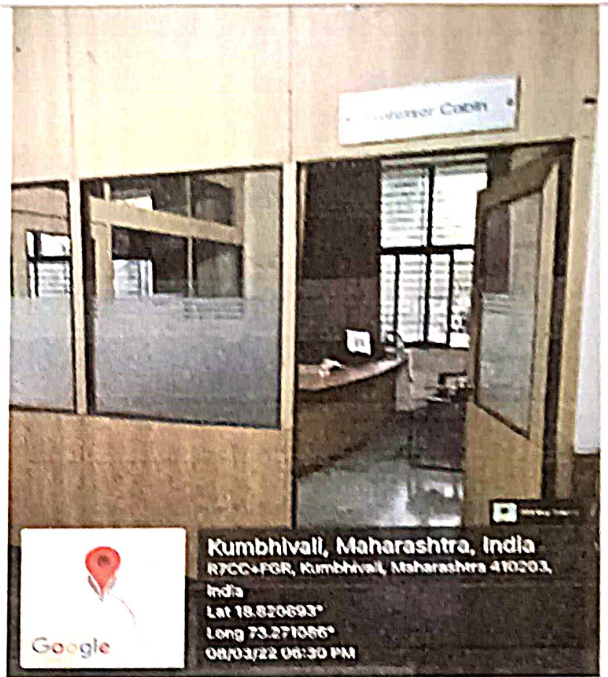 Cabin
Kumbhivali, Maharashtra, India
R7CC+FGR, Kumbhivali, Maharashtra 410203,
India
Lat 18.820693°
Long 73.271086°
08/03/22 06:30 PM
Google